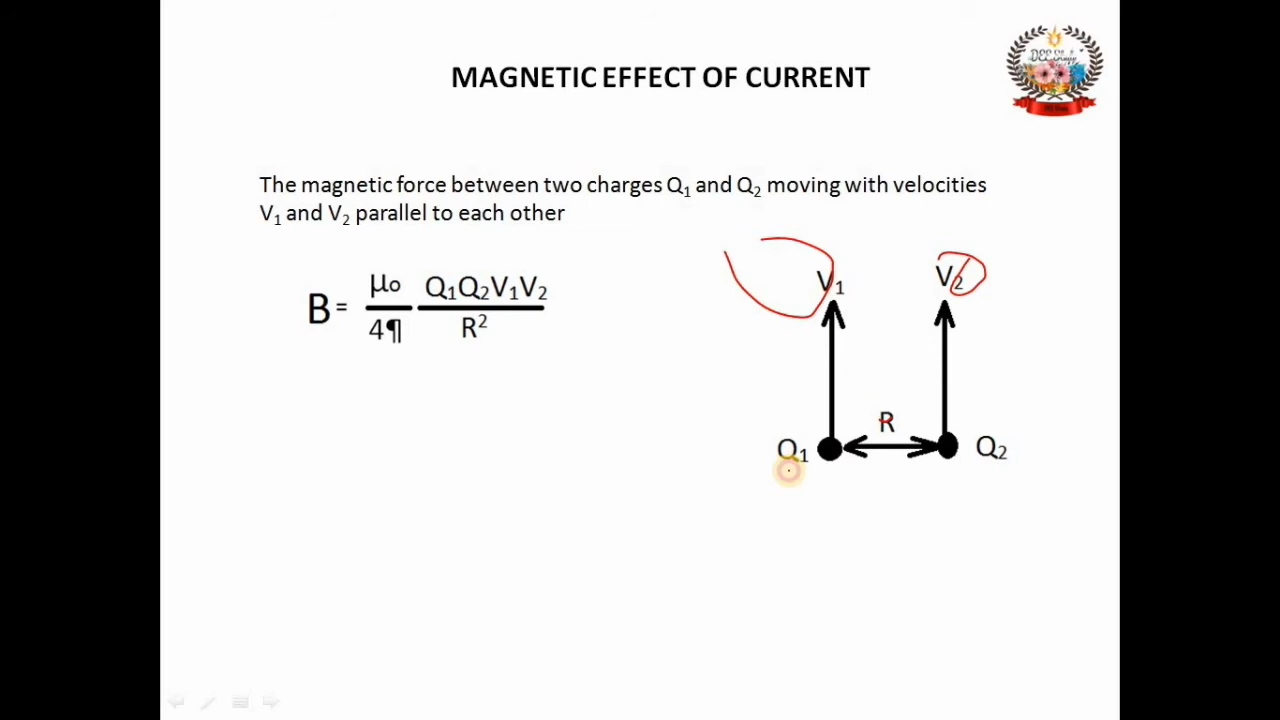 MAGNETIC EFFECT OF CURRENT
The magnetic force between two charges Q₁ and Q₂ moving with velocities
V₁ and V₂ parallel to each other
B = μ₀ Q₁Q₂V₁V₂
4¶ R²
V₁ V₂
R
Q₁ Q₂